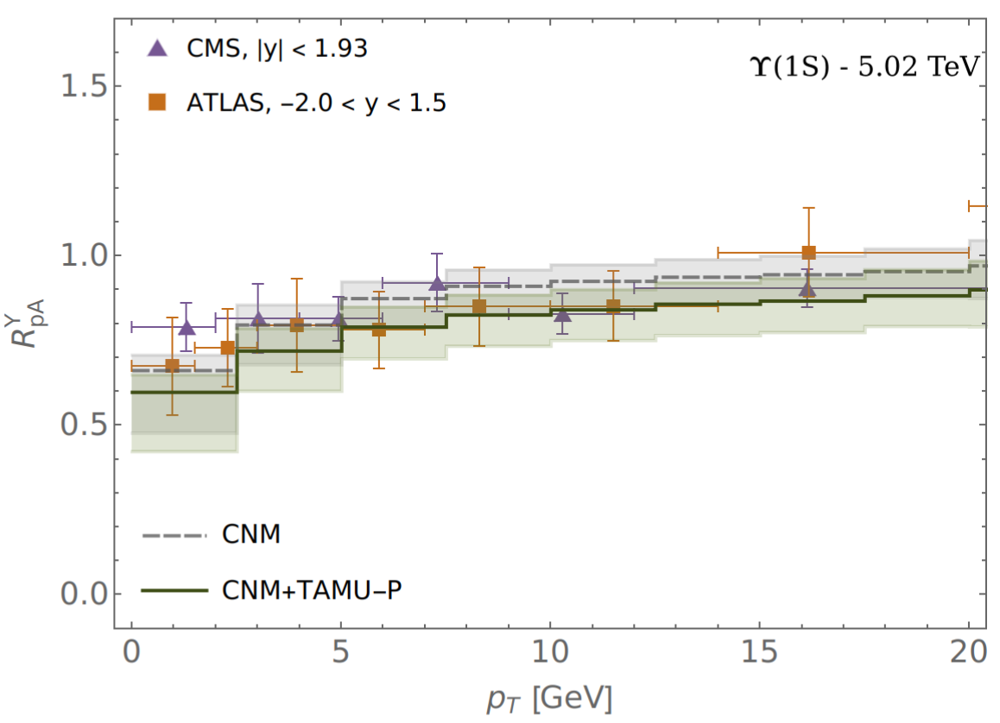 CMS, |y| < 1.93
ϒ(1S) - 5.02 TeV
ATLAS, −2.0 < y < 1.5
1.5
1.0
0.5
0.0
R^Y_pA
CNM
CNM+TAMU−P
0 5 10 15 20
p_T [GeV]